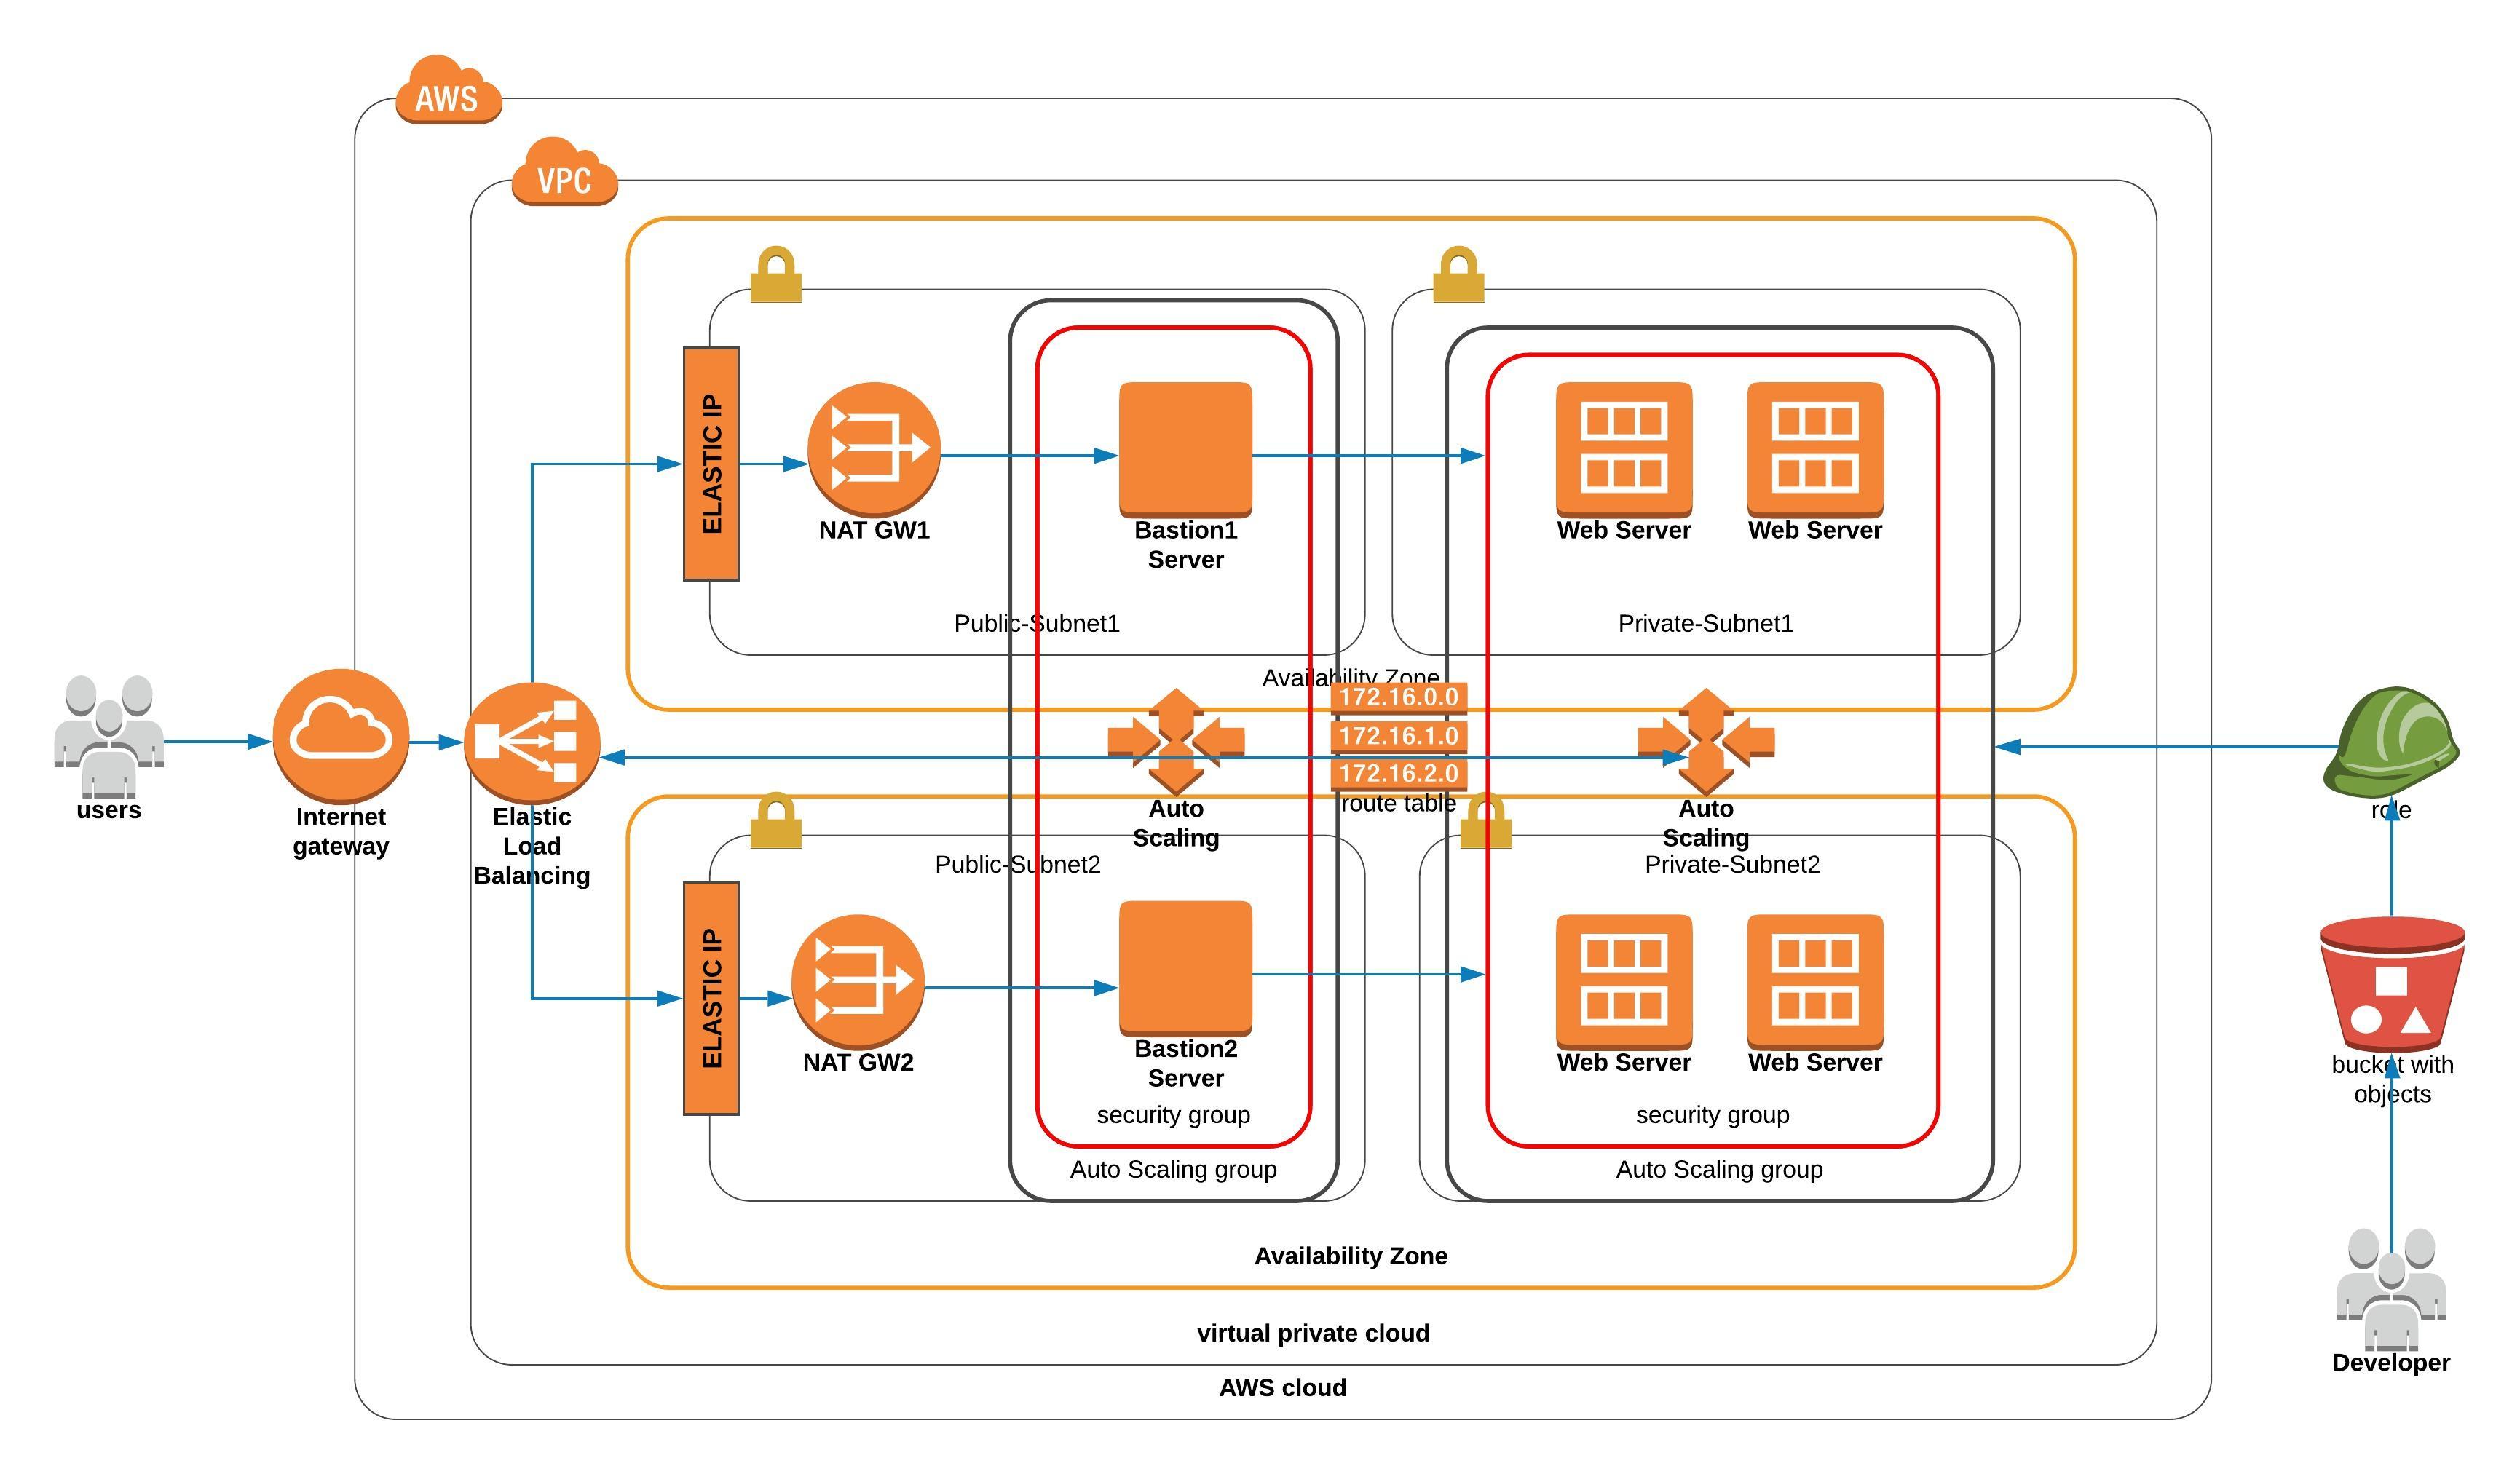 AWS
VPC
ELASTIC IP
NAT GW1
Bastion1
Server
Web Server
Web Server
Public-Subnet1
Private-Subnet1
Availability Zone
172.16.0.0
172.16.1.0
172.16.2.0
route table
users
Internet
gateway
Elastic
Load
Balancing
Auto
Scaling
Auto
Scaling
role
Public-Subnet2
Private-Subnet2
ELASTIC IP
NAT GW2
Bastion2
Server
Web Server
Web Server
bucket with
objects
security group
security group
Auto Scaling group
Auto Scaling group
Availability Zone
virtual private cloud
Developer
AWS cloud